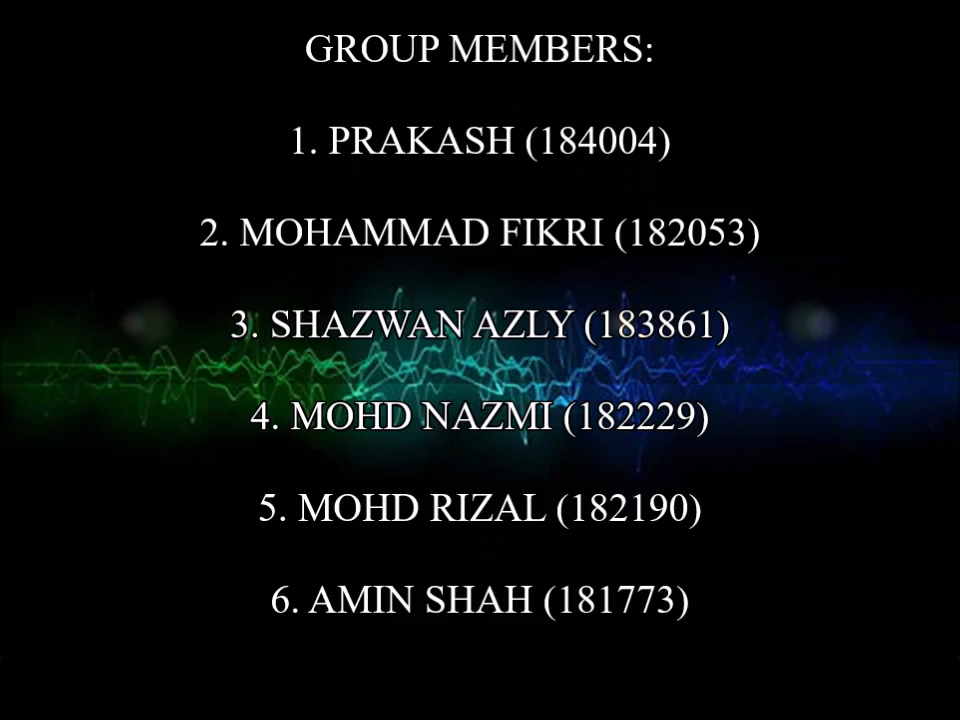 GROUP MEMBERS:
1. PRAKASH (184004)
2. MOHAMMAD FIKRI (182053)
3. SHAZWAN AZLY (183861)
4. MOHD NAZMI (182229)
5. MOHD RIZAL (182190)
6. AMIN SHAH (181773)